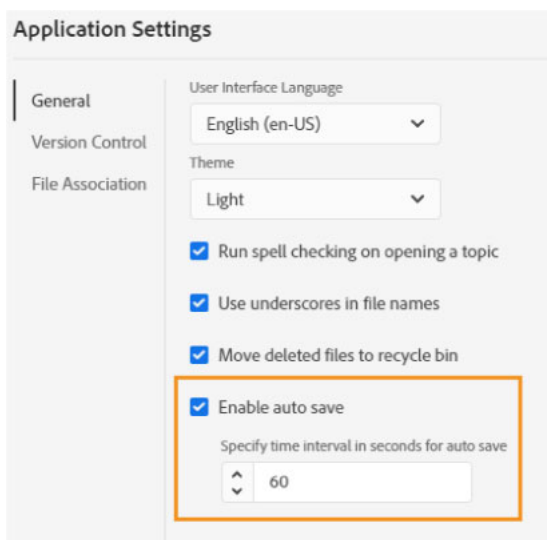 Application Settings
General
Version Control
File Association
User Interface Language
English (en-US)
Theme
Light
Run spell checking on opening a topic
Use underscores in file names
Move deleted files to recycle bin
Enable auto save
Specify time interval in seconds for auto save
60